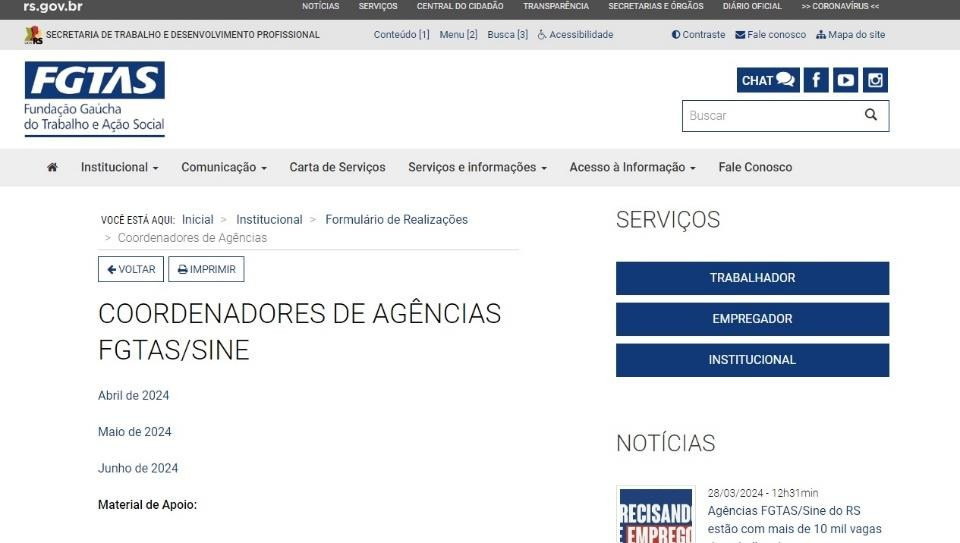 rs.gov.br
NOTÍCIAS SERVIÇOS CENTRAL DO CIDADÃO TRANSPARÊNCIA SECRETARIAS E ÓRGÃOS DIÁRIO OFICIAL >> CORONAVÍRUS <<
RS SECRETARIA DE TRABALHO E DESENVOLVIMENTO PROFISSIONAL
Conteúdo [1] Menu [2] Busca [3] Acessibilidade
Contraste Fale conosco Mapa do site
FGTAS
Fundação Gaúcha
do Trabalho e Ação Social
CHAT
Buscar
Institucional Comunicação Carta de Serviços Serviços e informações Acesso à Informação Fale Conosco
VOCÊ ESTÁ AQUI: Inicial > Institucional > Formulário de Realizações
> Coordenadores de Agências
VOLTAR IMPRIMIR
COORDENADORES DE AGÊNCIAS
FGTAS/SINE
Abril de 2024
Maio de 2024
Junho de 2024
Material de Apoio:
SERVIÇOS
TRABALHADOR
EMPREGADOR
INSTITUCIONAL
NOTÍCIAS
RECISAND
E EMPREGO
28/03/2024 - 12h31min
Agências FGTAS/Sine do RS
estão com mais de 10 mil vagas